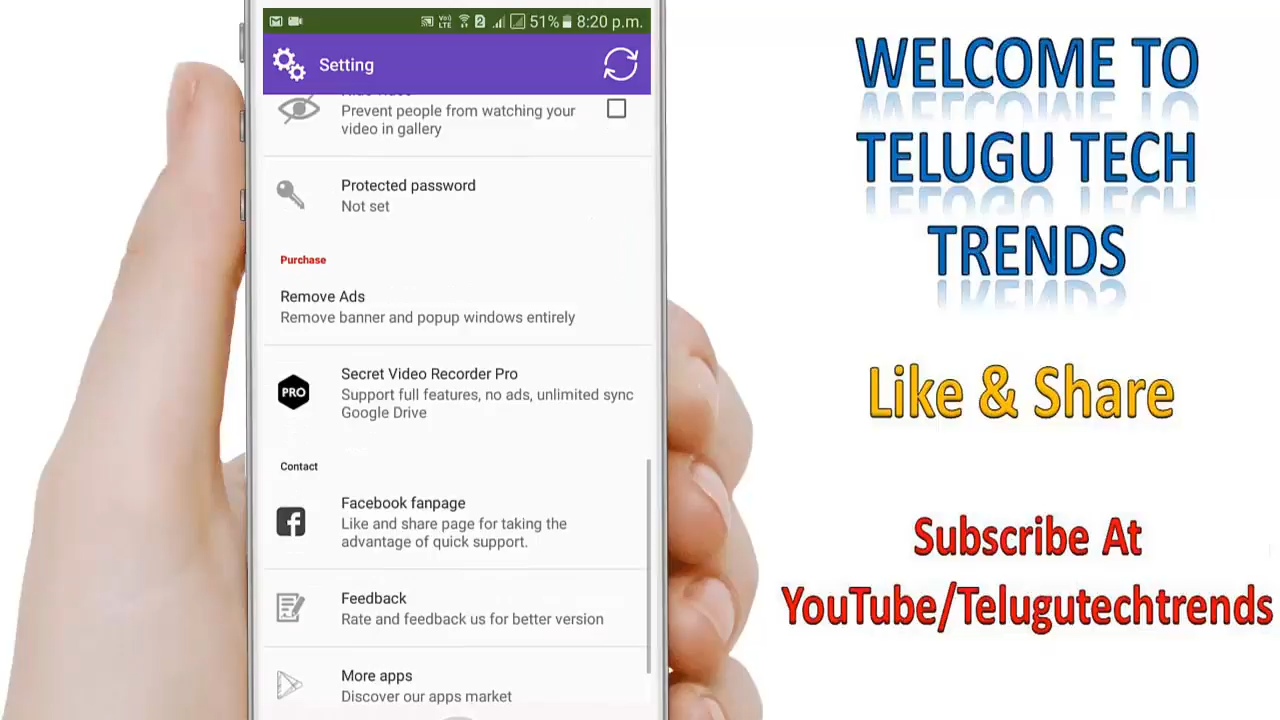 VoD LTE 2 51% 8:20 p.m.
Setting
Prevent people from watching your
video in gallery
Protected password
Not set
Purchase
Remove Ads
Remove banner and popup windows entirely
PRO
Secret Video Recorder Pro
Support full features, no ads, unlimited sync
Google Drive
Contact
Facebook fanpage
Like and share page for taking the
advantage of quick support.
Feedback
Rate and feedback us for better version
More apps
Discover our apps market
WELCOME TO
TELUGU TECH
TRENDS
Like & Share
Subscribe At
YouTube/Telugutechtrends